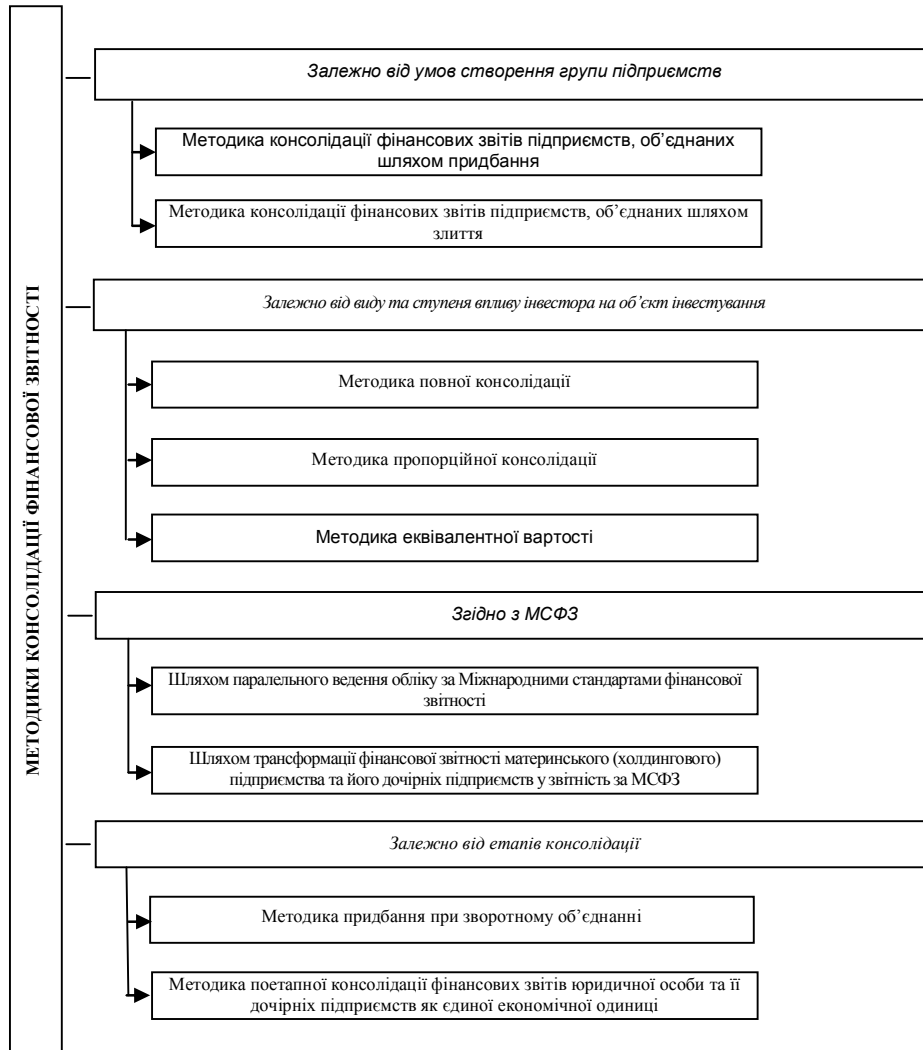 МЕТОДИКИ КОНСОЛІДАЦІЇ ФІНАНСОВОЇ ЗВІТНОСТІ
Залежно від умов створення групи підприємств
Методика консолідації фінансових звітів підприємств, об’єднаних
шляхом придбання
Методика консолідації фінансових звітів підприємств, об’єднаних шляхом
злиття
Залежно від виду та ступеня впливу інвестора на об’єкт інвестування
Методика повної консолідації
Методика пропорційної консолідації
Методика еквівалентної вартості
Згідно з МСФЗ
Шляхом паралельного ведення обліку за Міжнародними стандартами фінансової
звітності
Шляхом трансформації фінансової звітності материнського (холдингового)
підприємства та його дочірніх підприємств у звітність за МСФЗ
Залежно від етапів консолідації
Методика придбання при зворотному об’єднанні
Методика поетапної консолідації фінансових звітів юридичної особи та її
дочірніх підприємств як єдиної економічної одиниці